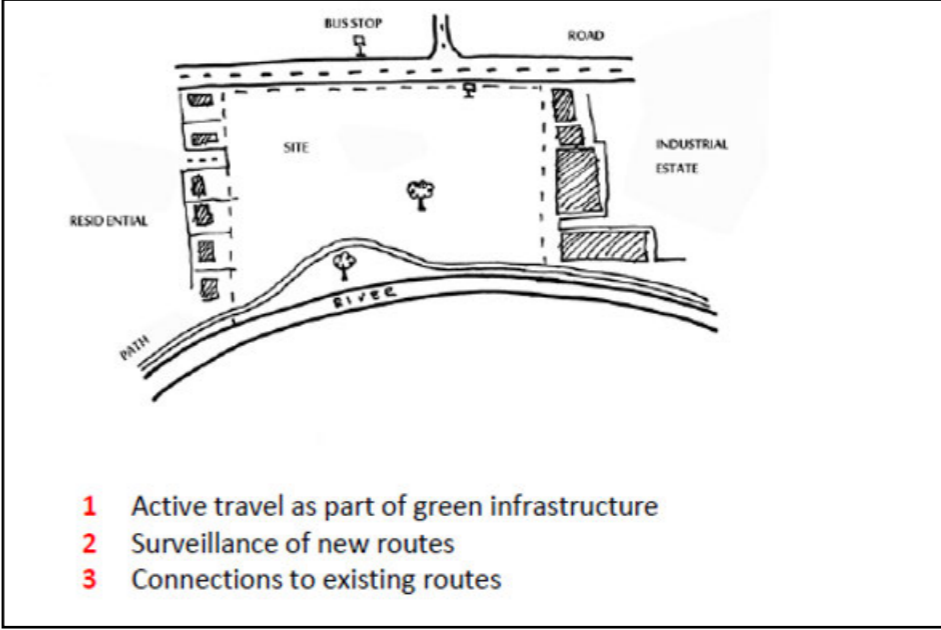 BUS STOP
ROAD
SITE
INDUSTRIAL
ESTATE
RESIDENTIAL
RIVER
PATH
1 Active travel as part of green infrastructure
2 Surveillance of new routes
3 Connections to existing routes